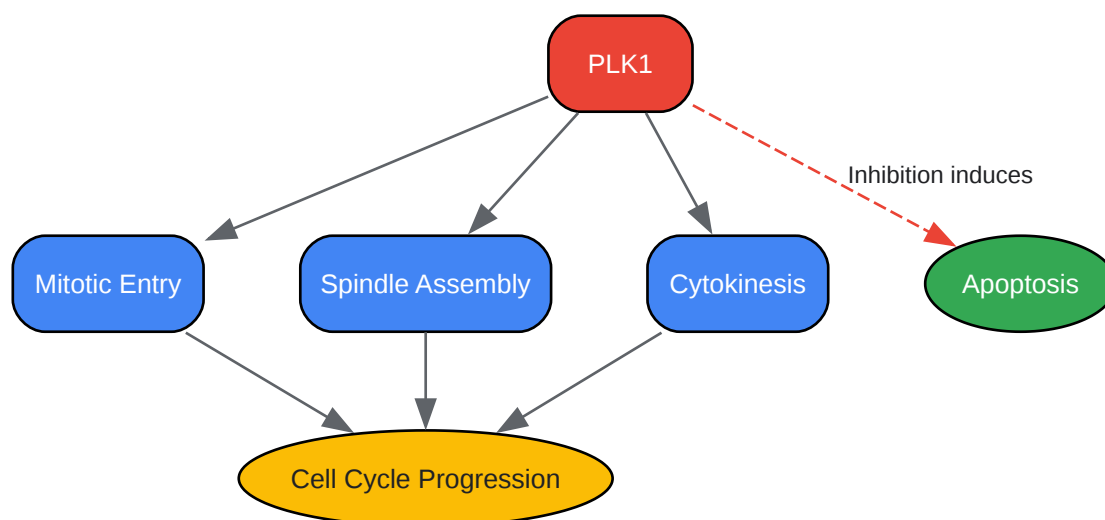 PLK1
Inhibition induces
Mitotic Entry
Spindle Assembly
Cytokinesis
Apoptosis
Cell Cycle Progression